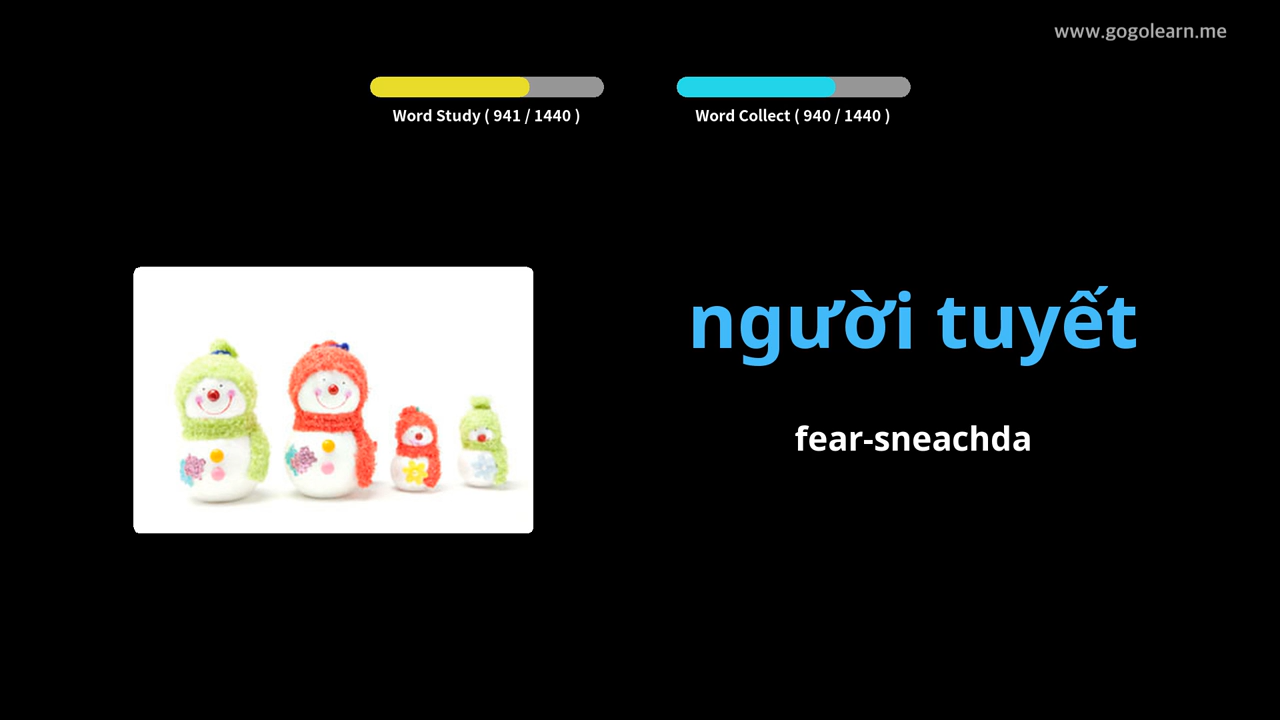 www.gogolearn.me
Word Study ( 941 / 1440 )
Word Collect ( 940 / 1440 )
người tuyết
fear-sneachda